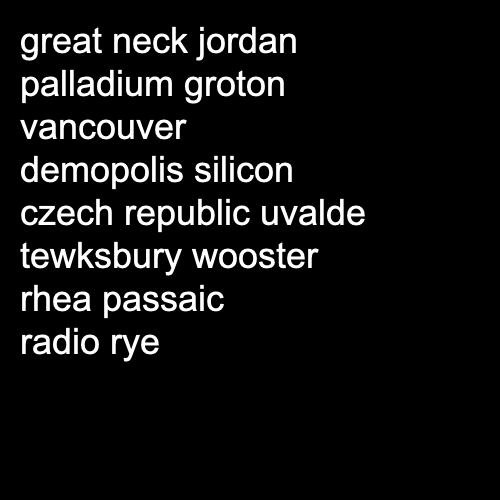 great neck jordan
palladium groton
vancouver
demopolis silicon
czech republic uvalde
tewksbury wooster
rhea passaic
radio rye